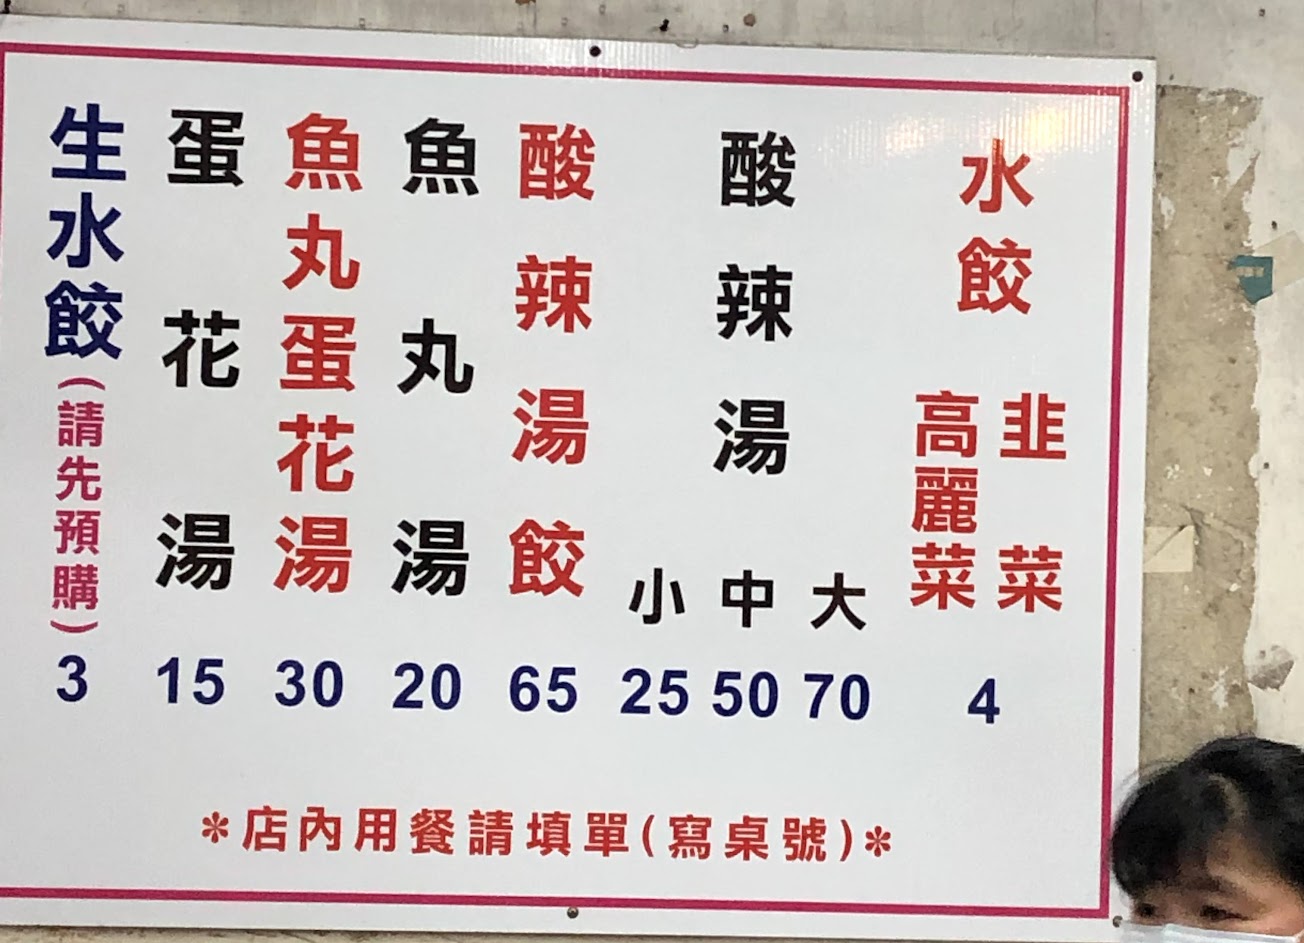 水餃
韭菜
高麗菜
4
酸辣湯
大
70
中
50
小
25
酸辣湯餃
65
魚丸湯
20
魚丸蛋花湯
30
蛋花湯
15
生水餃(請先預購)
3
*店內用餐請填單(寫桌號)*